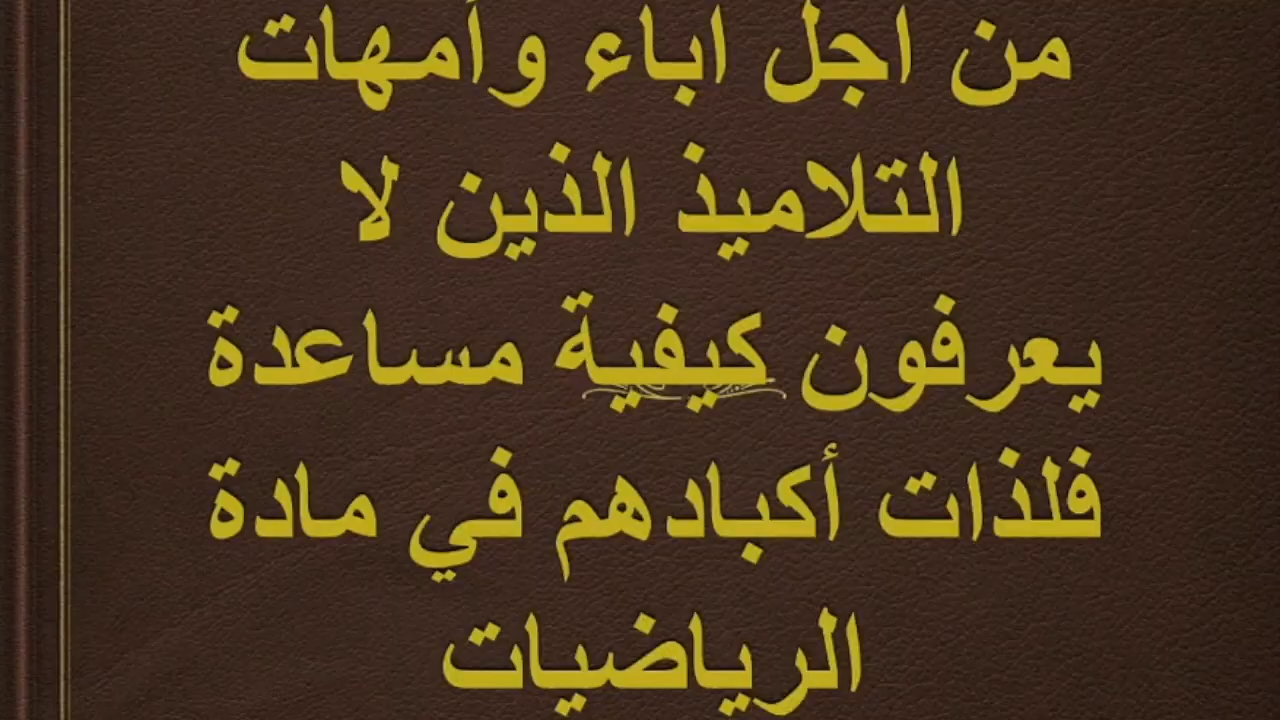 من اجل اباء وأمهات
التلاميذ الذين لا
يعرفون كيفية مساعدة
فلذات أكبادهم في مادة
الرياضيات